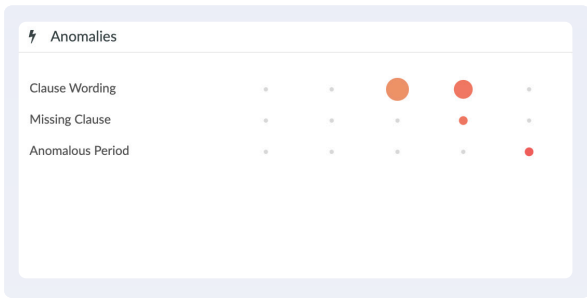 Anomalies
Clause Wording
Missing Clause
Anomalous Period